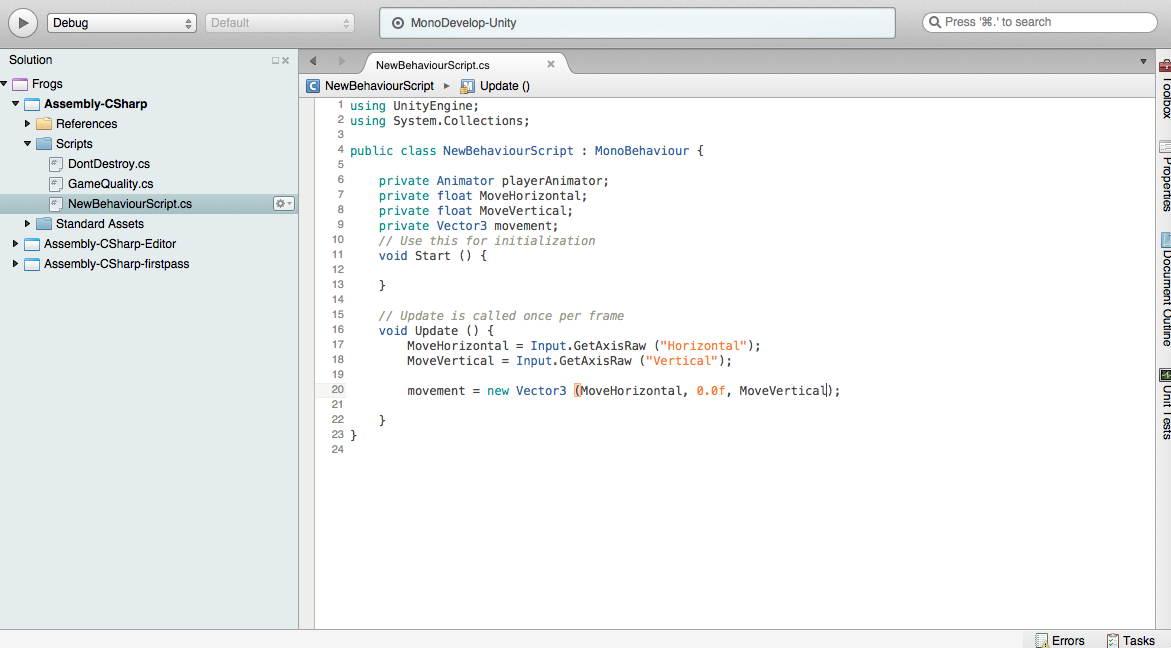 Debug
Default
MonoDevelop-Unity
Press '⌘.' to search
Solution
Frogs
Assembly-CSharp
References
Scripts
DontDestroy.cs
GameQuality.cs
NewBehaviourScript.cs
Standard Assets
Assembly-CSharp-Editor
Assembly-CSharp-firstpass
NewBehaviourScript.cs
NewBehaviourScript ▸ Update ()
1 using UnityEngine;
2 using System.Collections;
3
4 public class NewBehaviourScript : MonoBehaviour {
5
6 private Animator playerAnimator;
7 private float MoveHorizontal;
8 private float MoveVertical;
9 private Vector3 movement;
10 // Use this for initialization
11 void Start () {
12
13 }
14
15 // Update is called once per frame
16 void Update () {
17 MoveHorizontal = Input.GetAxisRaw ("Horizontal");
18 MoveVertical = Input.GetAxisRaw ("Vertical");
19
20 movement = new Vector3 (MoveHorizontal, 0.0f, MoveVertical);
21
22 }
23 }
24
Toolbox
Properties
Document Outline
Unit Tests
Errors
Tasks